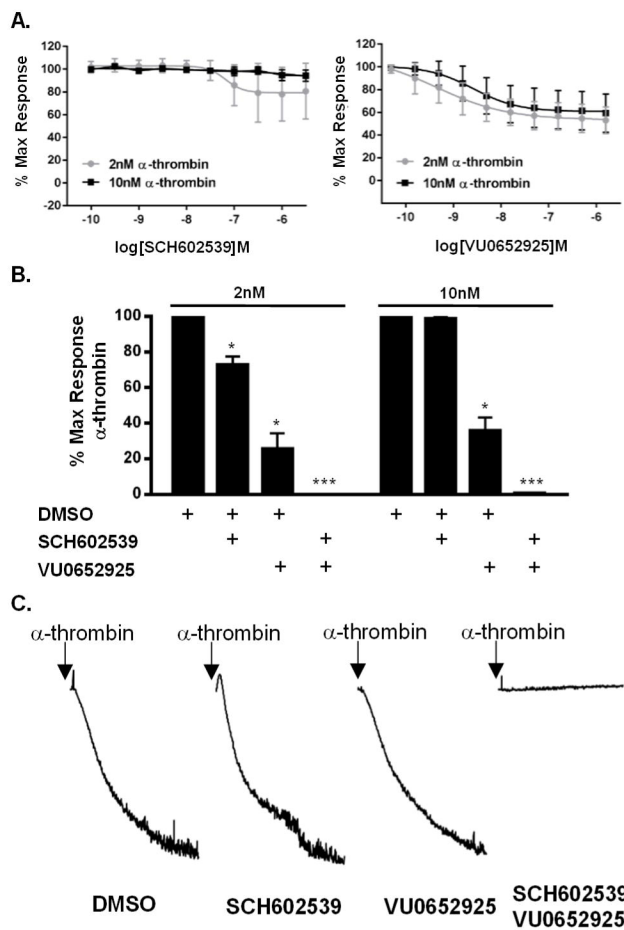 A.
% Max Response
120
100
80
60
40
20
0
-20
2nM α-thrombin
10nM α-thrombin
-10 -9 -8 -7 -6
log[SCH602539]M
% Max Response
120
100
80
60
40
20
0
2nM α-thrombin
10nM α-thrombin
-10 -9 -8 -7 -6
log[VU0652925]M
B.
2nM 10nM
% Max Response
α-thrombin
100
80
60
40
20
0
* * *** * ***
DMSO + + + + + +
SCH602539 + + + +
VU0652925 + + + +
C.
α-thrombin α-thrombin α-thrombin α-thrombin
DMSO SCH602539 VU0652925 SCH602539
VU0652925